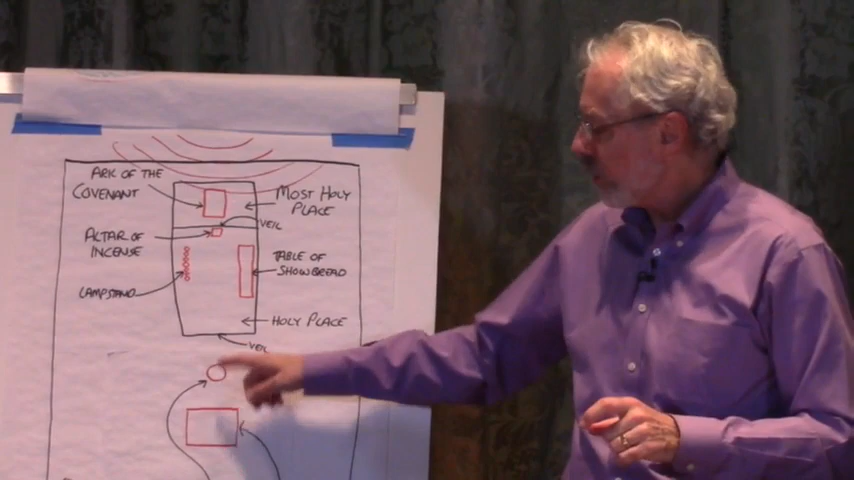 ARK OF THE
COVENANT
MOST HOLY
PLACE
VEIL
ALTAR OF
INCENSE
TABLE OF
SHOWBREAD
LAMPSTAND
HOLY PLACE
VEIL